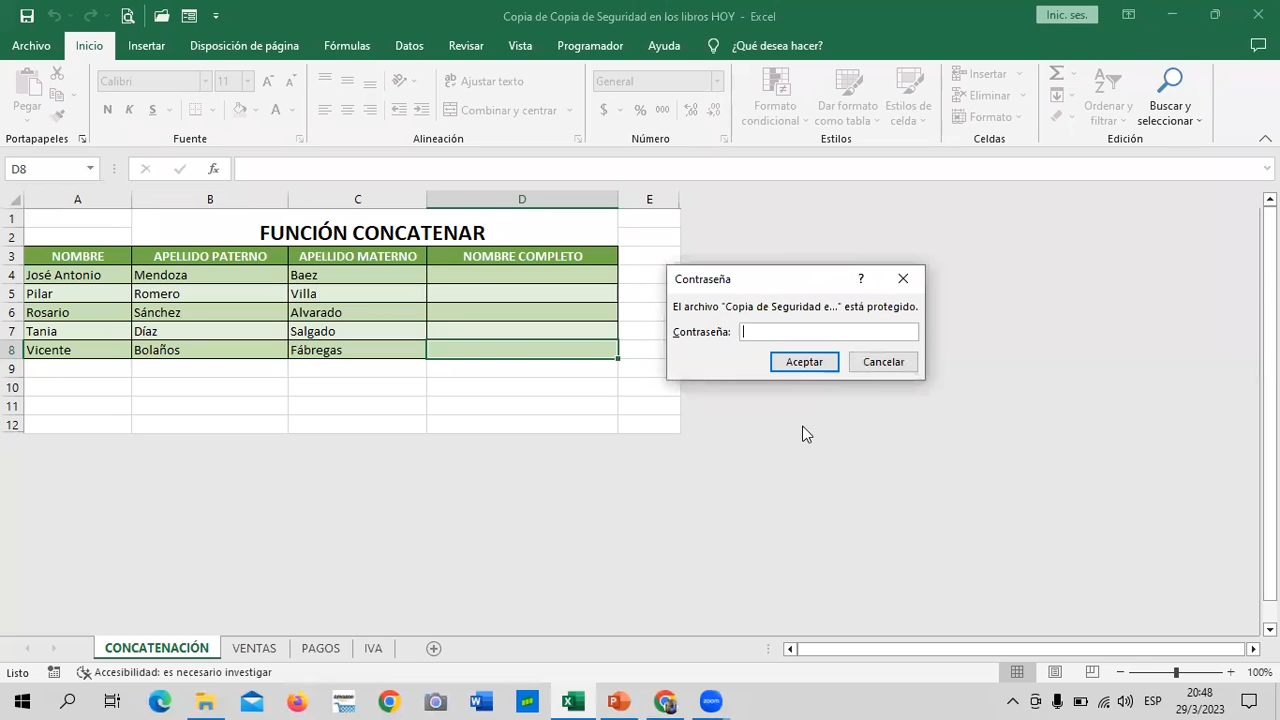 Copia de Copia de Seguridad en los libros HOY - Excel
Inic. ses.
Archivo Inicio Insertar Disposición de página Fórmulas Datos Revisar Vista Programador Ayuda ¿Qué desea hacer?
Pegar
Calibri 11
N K S
Ajustar texto
Combinar y centrar
General
$ % 000
Formato condicional
Dar formato como tabla
Estilos de celda
Insertar
Eliminar
Formato
Ordenar y filtrar
Buscar y seleccionar
Portapapeles Fuente Alineación Número Estilos Celdas Edición
D8 fx
A B C D E
1
2 FUNCIÓN CONCATENAR
3 NOMBRE APELLIDO PATERNO APELLIDO MATERNO NOMBRE COMPLETO
4 José Antonio Mendoza Baez
5 Pilar Romero Villa
6 Rosario Sánchez Alvarado
7 Tania Díaz Salgado
8 Vicente Bolaños Fábregas
9
10
11
12
Contraseña ?
El archivo "Copia de Seguridad e..." está protegido.
Contraseña:
Aceptar Cancelar
CONCATENACIÓN VENTAS PAGOS IVA
Listo Accesibilidad: es necesario investigar 100%
ESP 20:48
29/3/2023
zoom